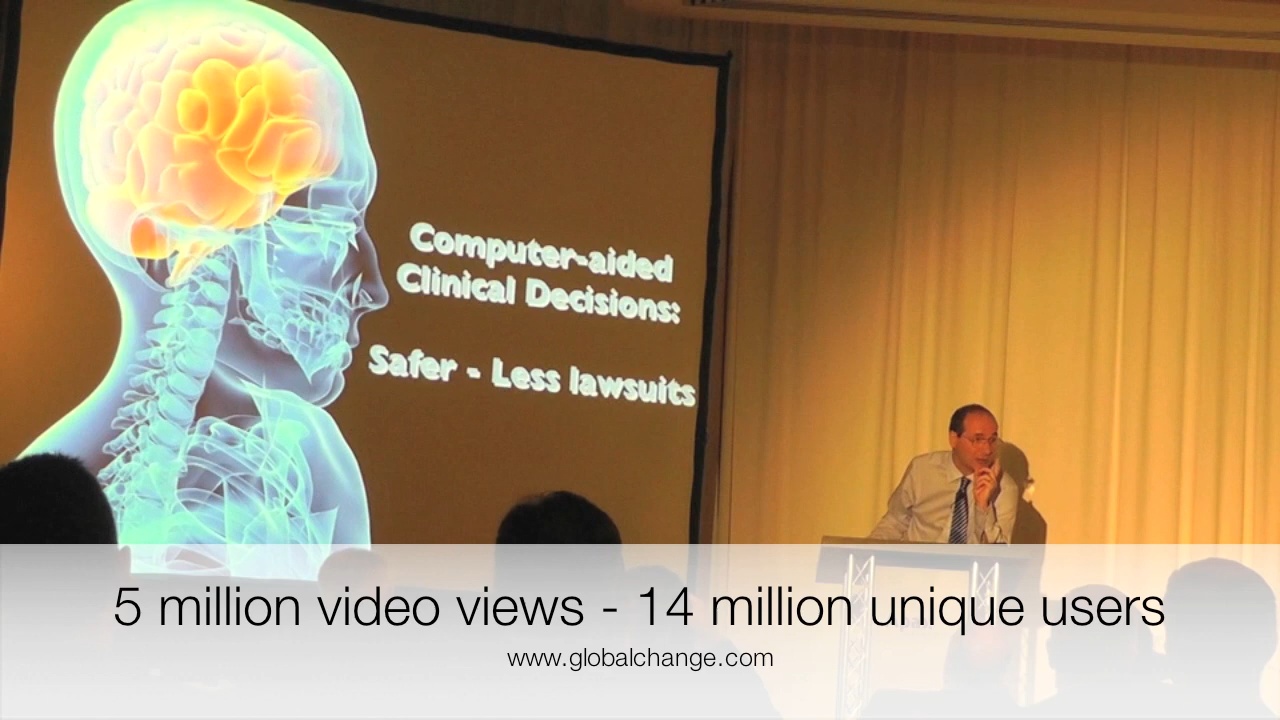 Computer-aided
Clinical Decisions:
Safer - Less lawsuits
5 million video views - 14 million unique users
www.globalchange.com